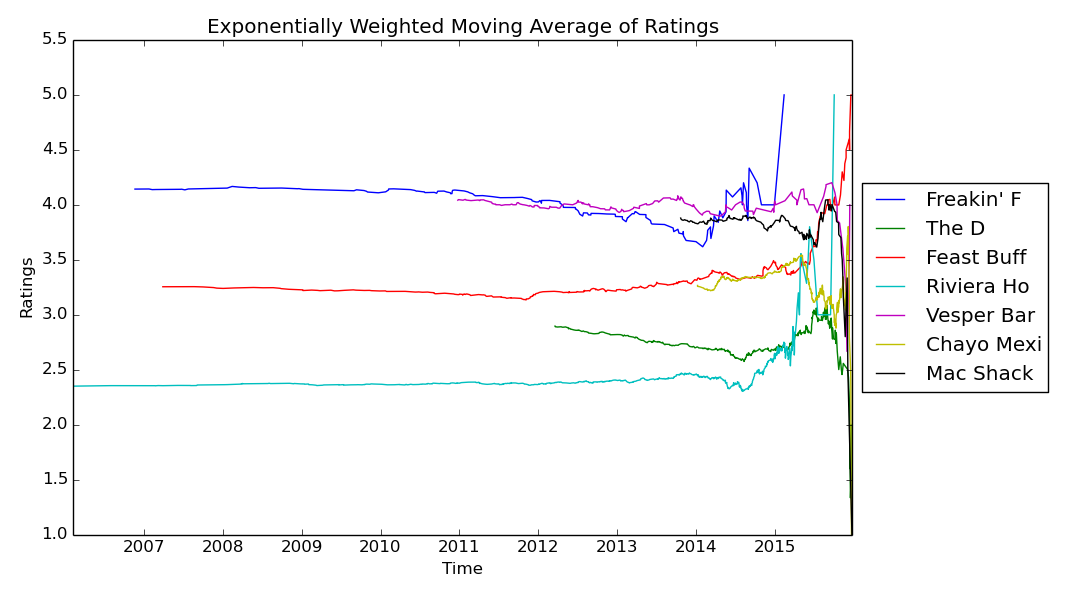 Exponentially Weighted Moving Average of Ratings
5.5
5.0
4.5
4.0
3.5
3.0
2.5
2.0
1.5
1.0
Ratings
2007 2008 2009 2010 2011 2012 2013 2014 2015
Time
Freakin' F
The D
Feast Buff
Riviera Ho
Vesper Bar
Chayo Mexi
Mac Shack